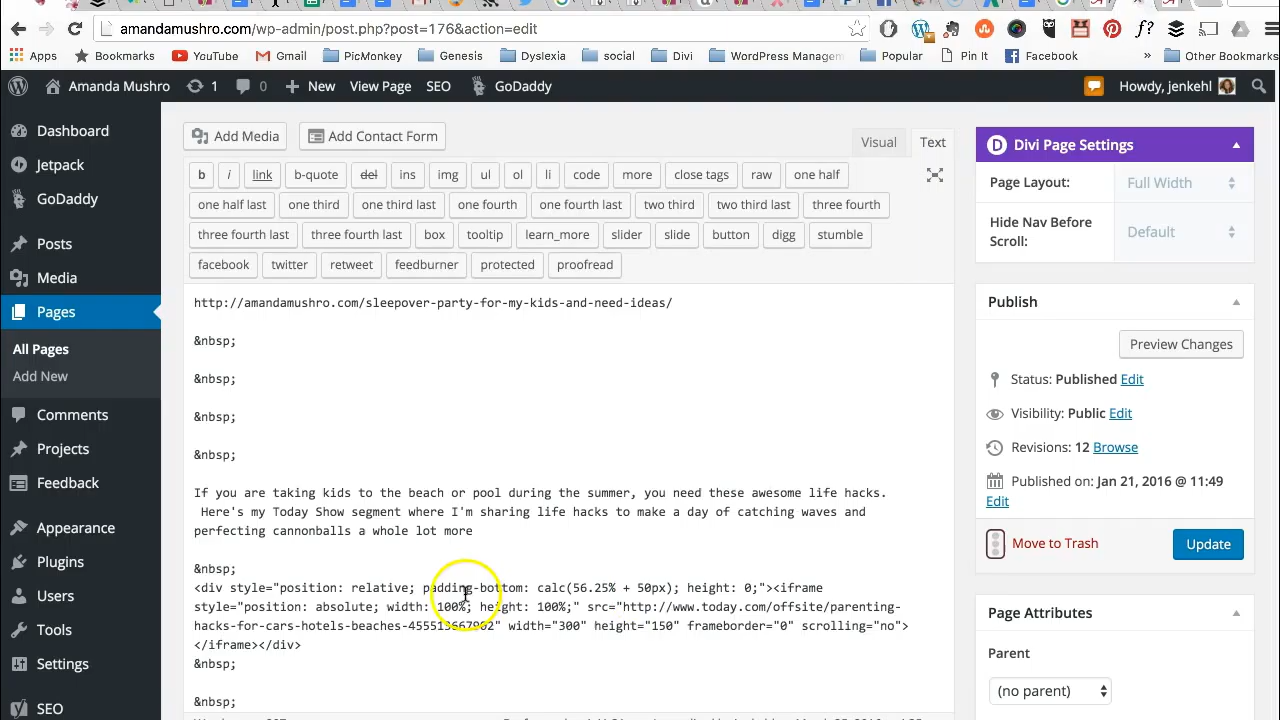 amandamushro.com/wp-admin/post.php?post=176&action=edit
Apps Bookmarks YouTube Gmail PicMonkey Genesis Dyslexia social Divi WordPress Managem Popular Import to Wordpress Facebook » Other Bookmarks
Amanda Mushro 1 0 New View Page SEO GoDaddy Howdy, jenkehl
Dashboard
Jetpack
GoDaddy
Posts
Media
Pages
All Pages
Add New
Comments
Projects
Feedback
Appearance
Plugins
Users
Tools
Settings
SEO
Add Media Add Contact Form Visual Text
b i link b-quote del ins img ul ol li code more close tags raw one half
one half last one third one third last one fourth one fourth last two third two third last three fourth
three fourth last three fourth last box tooltip learn_more slider slide button digg stumble
facebook twitter retweet feedburner protected proofread
http://amandamushro.com/sleepover-party-for-my-kids-and-need-ideas/
&nbsp;
&nbsp;
&nbsp;
&nbsp;
If you are taking kids to the beach or pool during the summer, you need these awesome life hacks.
Here's my Today Show segment where I'm sharing life hacks to make a day of catching waves and
perfecting cannonballs a whole lot more
&nbsp;
<div style="position: relative; padding-bottom: calc(56.25% + 50px); height: 0;"><iframe
style="position: absolute; width: 100%; height: 100%;" src="http://www.today.com/offsite/parenting-
hacks-for-cars-hotels-beaches-455513667902" width="300" height="150" frameborder="0" scrolling="no">
</iframe></div>
&nbsp;
&nbsp;
D Divi Page Settings
Page Layout: Full Width
Hide Nav Before
Scroll: Default
Publish
Preview Changes
Status: Published Edit
Visibility: Public Edit
Revisions: 12 Browse
Published on: Jan 21, 2016 @ 11:49
Edit
Move to Trash Update
Page Attributes
Parent
(no parent)